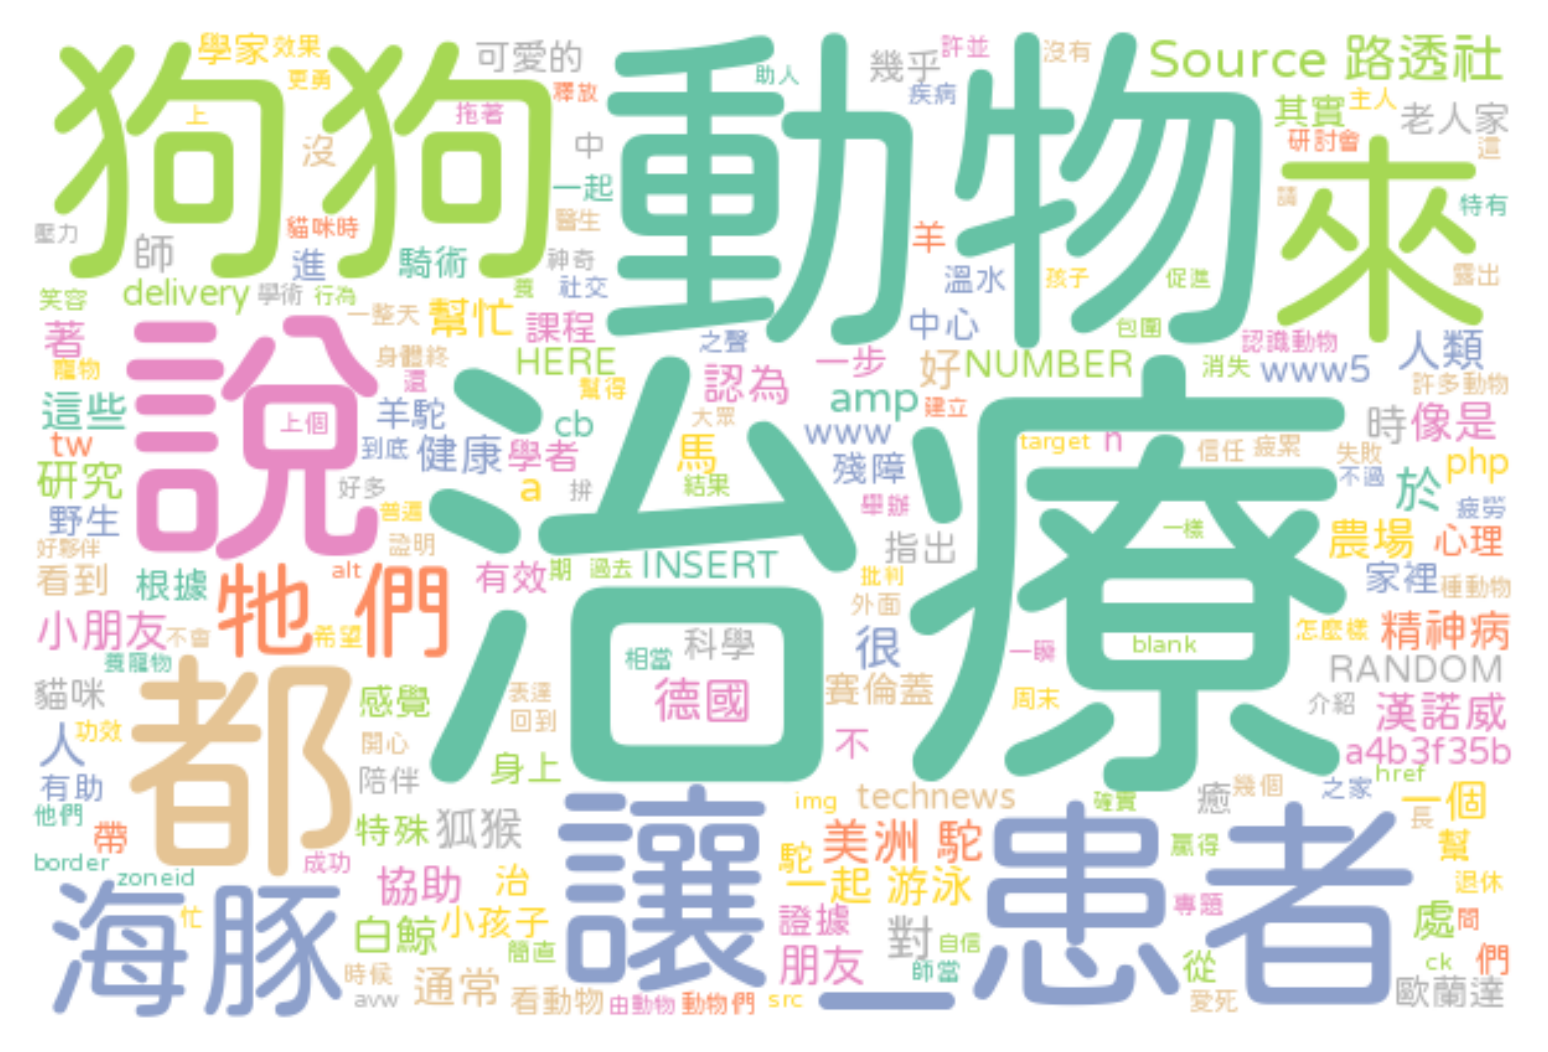 學家 效果 可愛的 幾乎 許並 沒有 Source 路透社
狗狗 動物 來
更勇 助人 疾病 其實 主人 老人家
上 拖著 釋放 研討會 這
沒 中 一起 醫生 請 特有
壓力 師 貓咪時 進 騎術 神奇 羊 溫水 孩子 促進 露出
笑容 delivery 學術 行為 養 社交
著 一整天 幫忙 課程 之聲 中心 包圍 認識動物 人類
寵物 身體終 HERE 認為 一步 好 NUMBER 消失 www5 許多動物
說 治療
這些 上個 還 羊駝 幫得 cb 大眾 amp 建立 時 像是
tw 到底 健康 學者 馬 www target n 信任 疲累 失敗 php
研究 好多 a 拚 結果 殘障 不過 於
野生 普遍 舉辦 一樣 疲勞
好夥伴 證明 INSERT 指出 農場 心理
看到 根據 牠們 alt 有效 期 過去 批判 家裡 種動物
小朋友 不會 希望 外面 怎麼樣 精神病
養寵物 相當 科學 很 一瞬 blank RANDOM
貓咪 都 感覺 表達 德國 賽倫蓋 周末 介紹 漢諾威
人 功效 開心 回到 不 a4b3f35b
有助 陪伴 身上 href
他們 img technews 確實 癒 幾個 之家 一個
帶 特殊 狐猴 讓 美洲 駝 患者 贏得 長 幫
border zoneid 成功 協助 治 駝 一起 游泳 退休
海豚 忙 白鯨 小孩子 證據 對 專題 處 間
簡直 朋友 自信 師當 從 ck 們
時候 avw 通常 看動物 由動物 動物們 src 一 愛死 歐蘭達